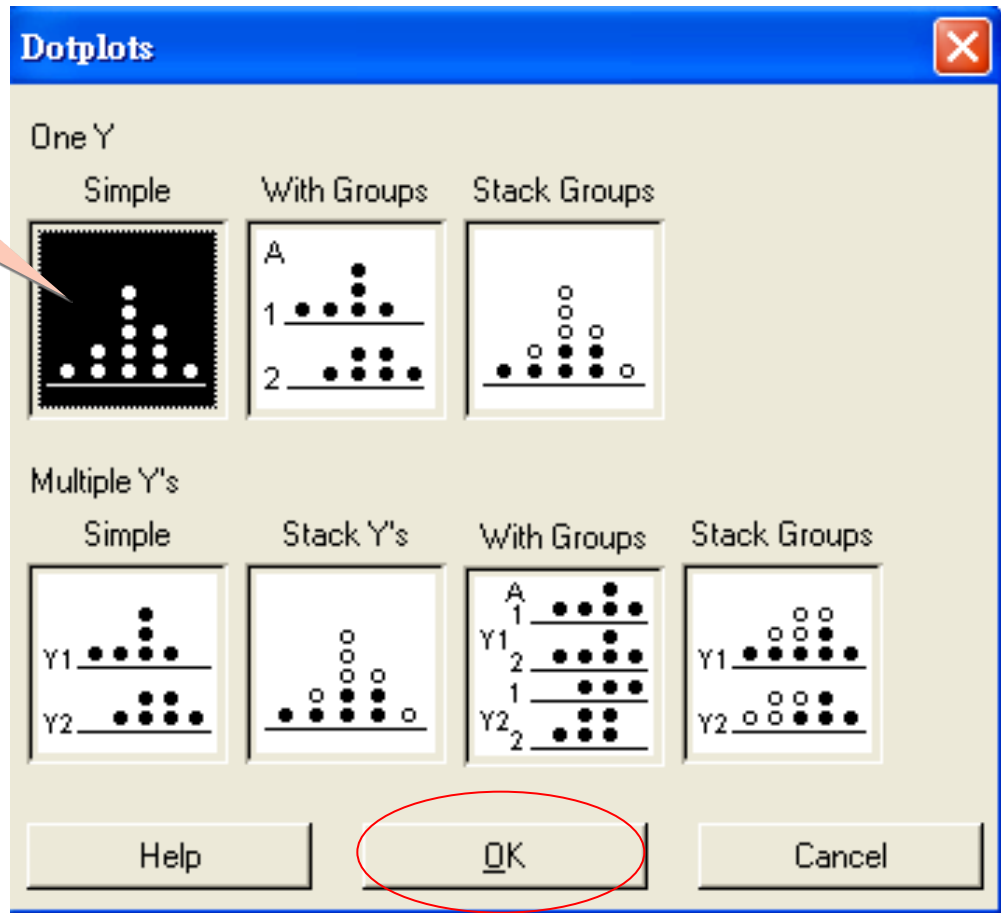 Dotplots
One Y
Simple With Groups Stack Groups
A
1
2
Multiple Y's
Simple Stack Y's With Groups Stack Groups
Y1
Y2
A
1
Y1
2
1
Y2
2
Y1
Y2
Help OK Cancel